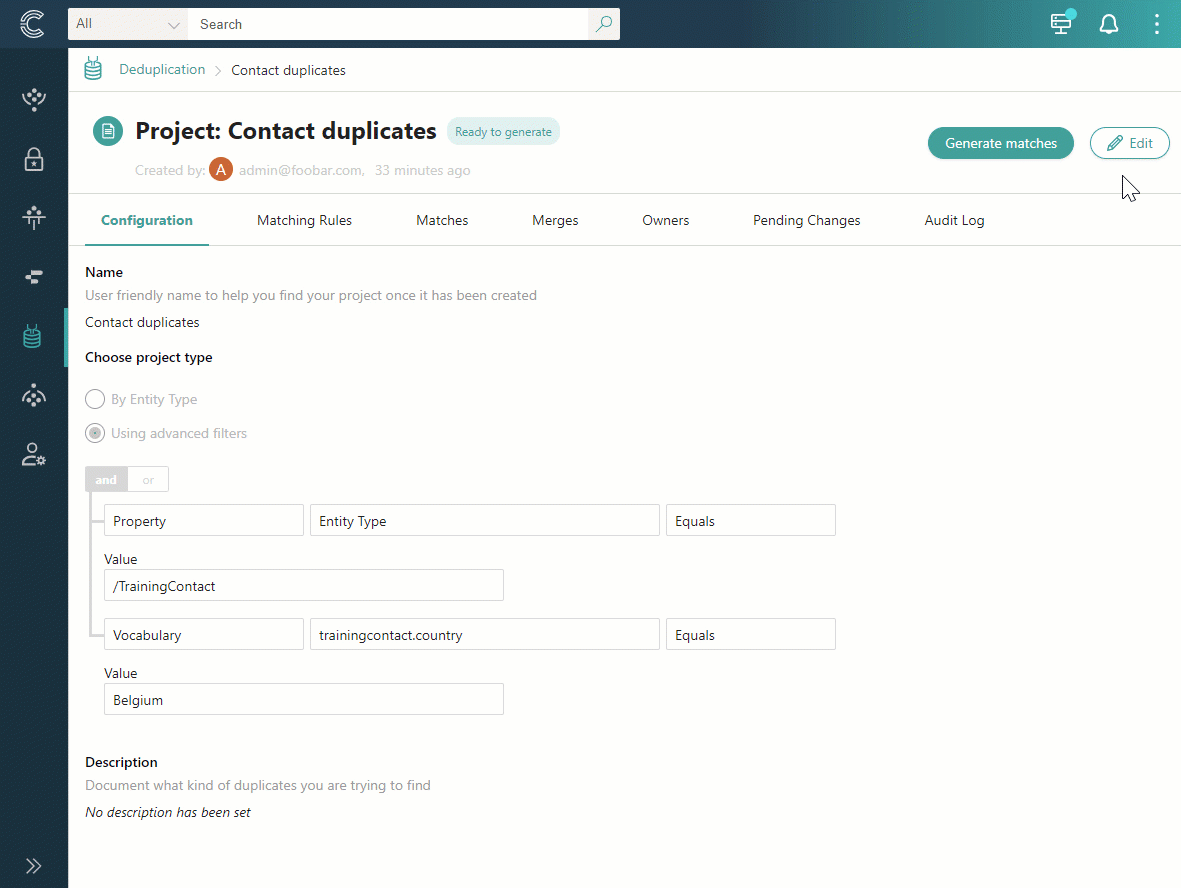 All
Search
Deduplication
Contact duplicates
Project: Contact duplicates
Ready to generate
Generate matches
Edit
Created by: A admin@foobar.com, 33 minutes ago
Configuration
Matching Rules
Matches
Merges
Owners
Pending Changes
Audit Log
Name
User friendly name to help you find your project once it has been created
Contact duplicates
Choose project type
By Entity Type
Using advanced filters
and or
Property
Entity Type
Equals
Value
/TrainingContact
Vocabulary
trainingcontact.country
Equals
Value
Belgium
Description
Document what kind of duplicates you are trying to find
No description has been set